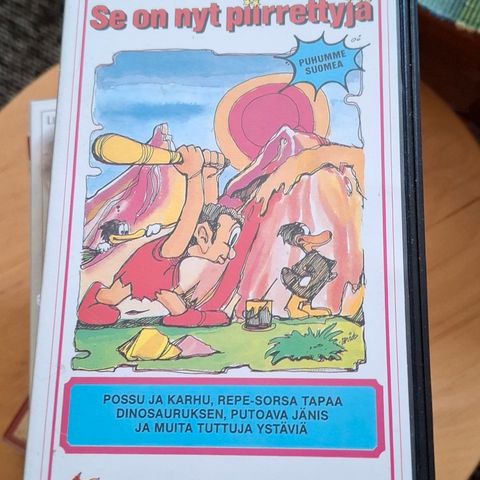 Se on nyt piirrettyjä
PUHUMME
SUOMEA
POSSU JA KARHU, REPE-SORSA TAPAA
DINOSAURUKSEN, PUTOAVA JÄNIS
JA MUITA TUTTUJA YSTÄVIÄ